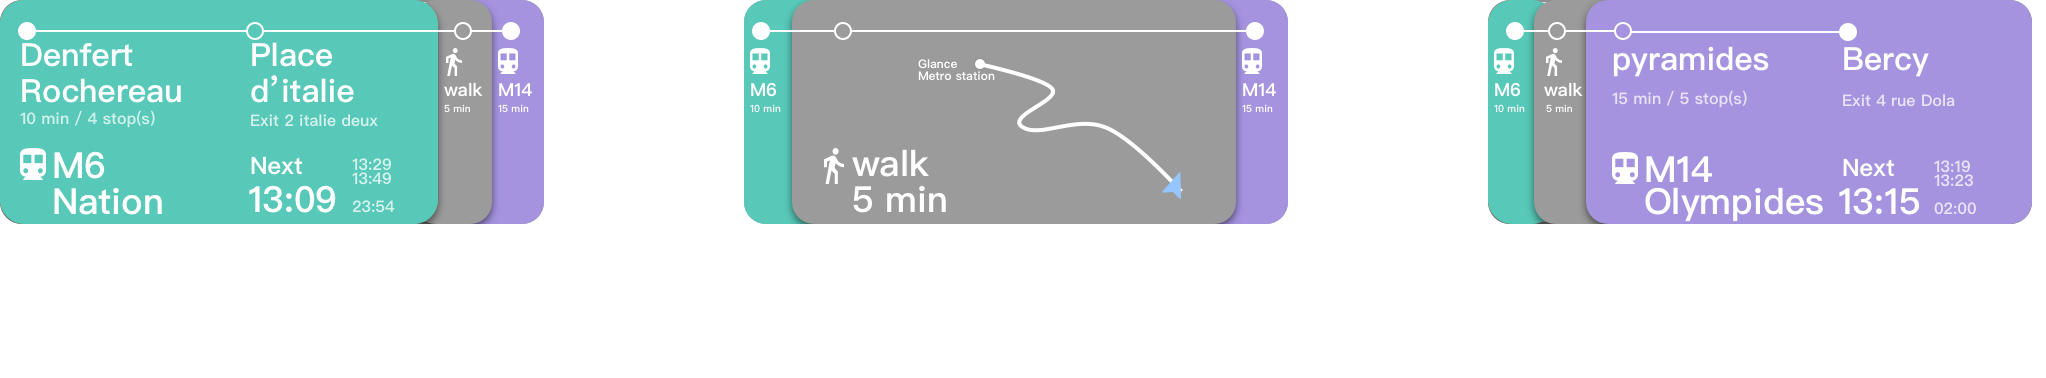 Denfert
Rochereau
10 min / 4 stop(s)
Place
d’italie
Exit 2 italie deux
M6
Nation
Next
13:09
13:29
13:49
23:54
walk
5 min
M14
15 min
M6
10 min
Glance
Metro station
walk
5 min
M14
15 min
M6
10 min
walk
5 min
pyramides
15 min / 5 stop(s)
Bercy
Exit 4 rue Dola
M14
Olympides
Next
13:15
13:19
13:23
02:00